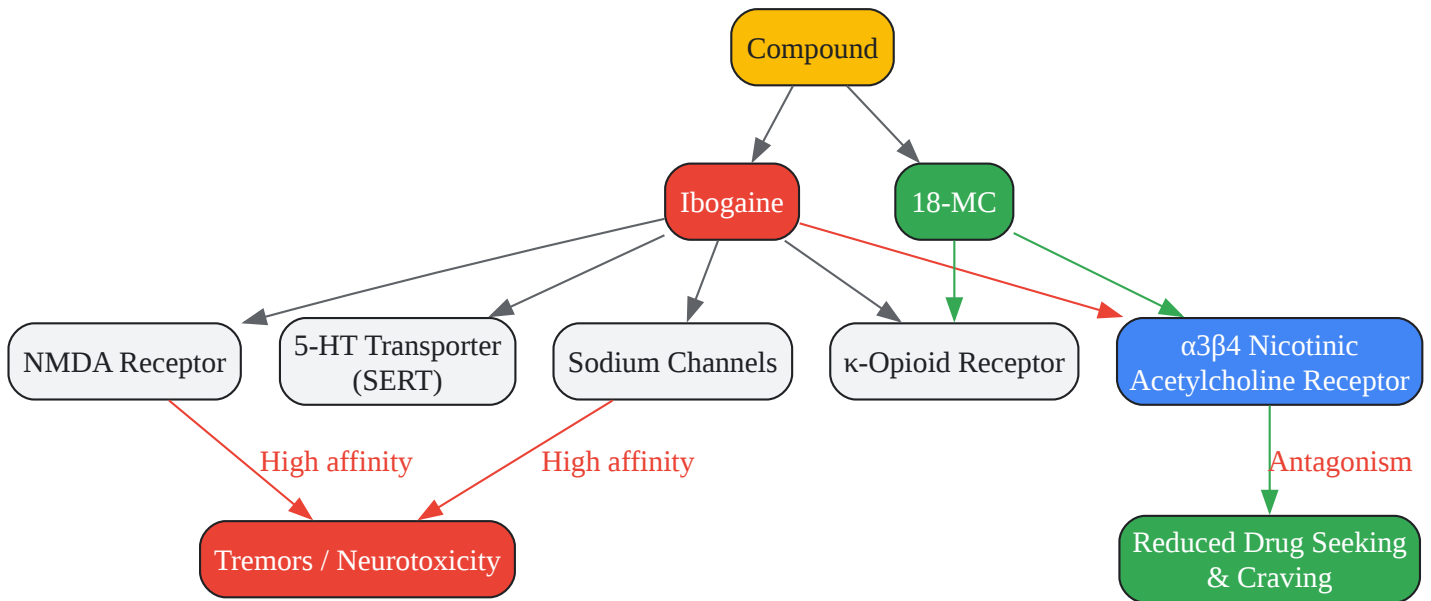 Compound
Ibogaine
18-MC
NMDA Receptor
5-HT Transporter
(SERT)
Sodium Channels
κ-Opioid Receptor
α3β4 Nicotinic
Acetylcholine Receptor
High affinity
High affinity
Antagonism
Tremors / Neurotoxicity
Reduced Drug Seeking
& Craving